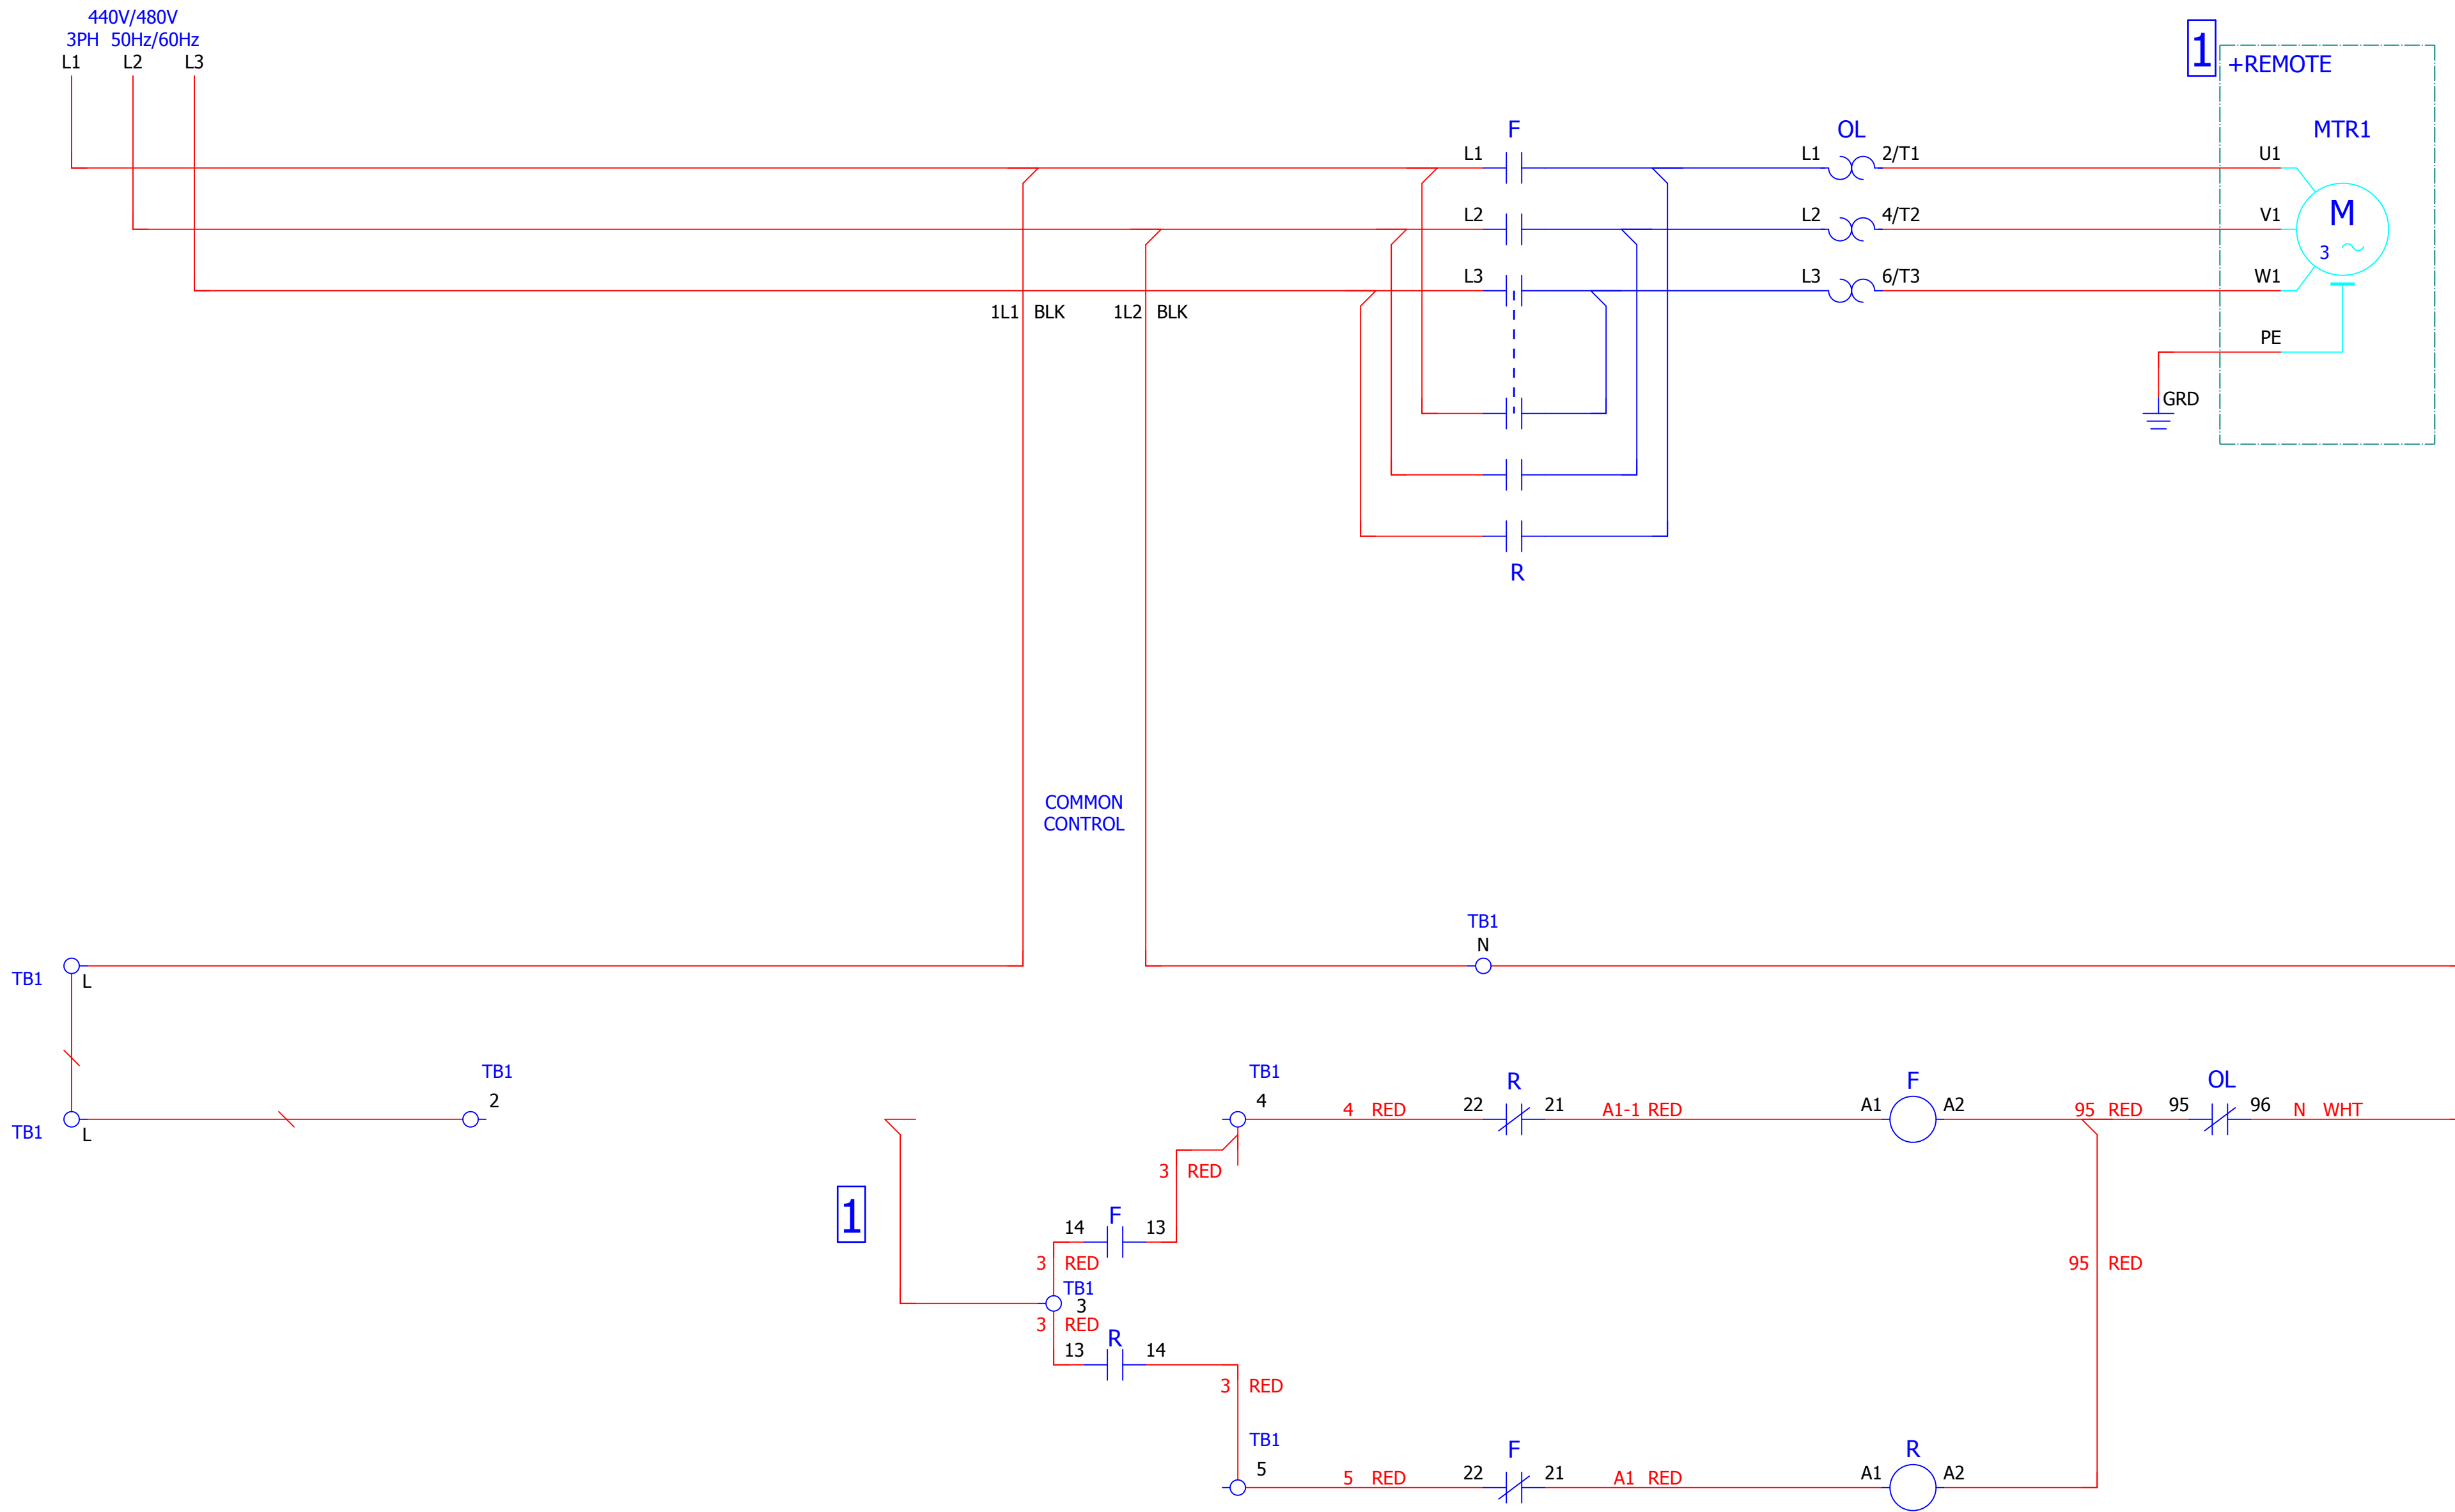 440V/480V
3PH 50Hz/60Hz
L1 L2 L3
1
+REMOTE
F OL MTR1
L1 L1 2/T1 U1
L2 L2 4/T2 V1
M
3
L3 L3 6/T3 W1
1L1 BLK 1L2 BLK
PE
GRD
R
COMMON
CONTROL
TB1
N
TB1 L
TB1
2
TB1
4
R F OL
4 RED 22 21 A1-1 RED A1 A2 95 RED 95 96 N WHT
TB1 L
3 RED
1
F
14 13
3 RED
95 RED
TB1
3
3 RED
R
13 14
3 RED
TB1
5
F R
5 RED 22 21 A1 RED A1 A2